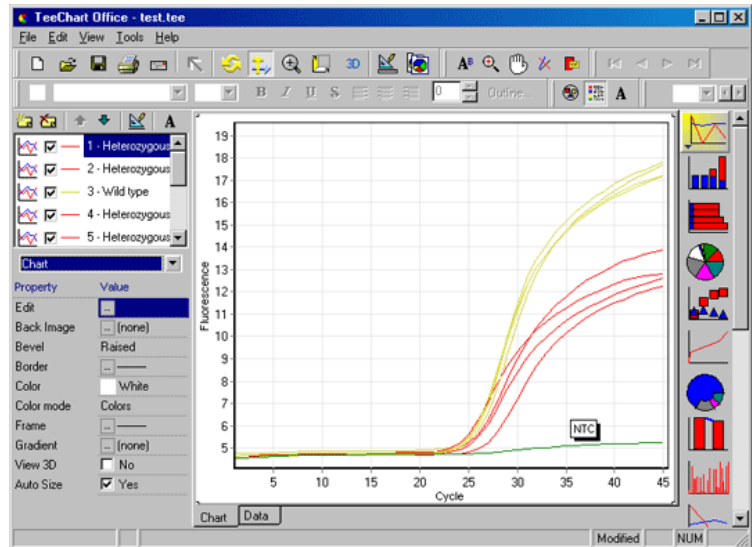 TeeChart Office - test.tee
File Edit View Tools Help
3D A B
B I U S 0 Outline... A
A
1 - Heterozygous
2 - Heterozygous
3 - Wild type
4 - Heterozygous
5 - Heterozygous
Chart
Property Value
Edit ...
Back Image ... (none)
Bevel Raised
Border ...
Color White
Color mode Colors
Frame ...
Gradient ... (none)
View 3D No
Auto Size Yes
19
18
17
16
15
14
13
12
11
10
9
8
7
6
5
Fluorescence
NTC
5 10 15 20 25 30 35 40 45
Cycle
Chart Data
Modified NUM